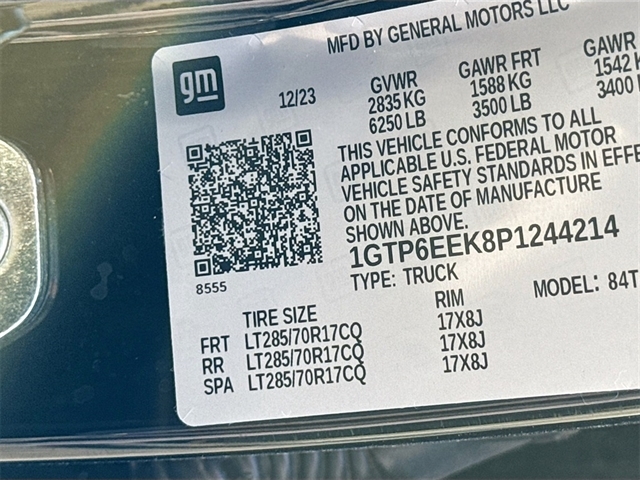 MFD BY GENERAL MOTORS LLC
gm
12/23
GVWR GAWR FRT GAWR
2835 KG 1588 KG 1542
6250 LB 3500 LB 3400
THIS VEHICLE CONFORMS TO ALL
APPLICABLE U.S. FEDERAL MOTOR
VEHICLE SAFETY STANDARDS IN EFFE
ON THE DATE OF MANUFACTURE
SHOWN ABOVE.
1GTP6EEK8P1244214
8555
TYPE: TRUCK
MODEL: 84T
TIRE SIZE RIM
FRT LT285/70R17CQ 17X8J
RR LT285/70R17CQ 17X8J
SPA LT285/70R17CQ 17X8J